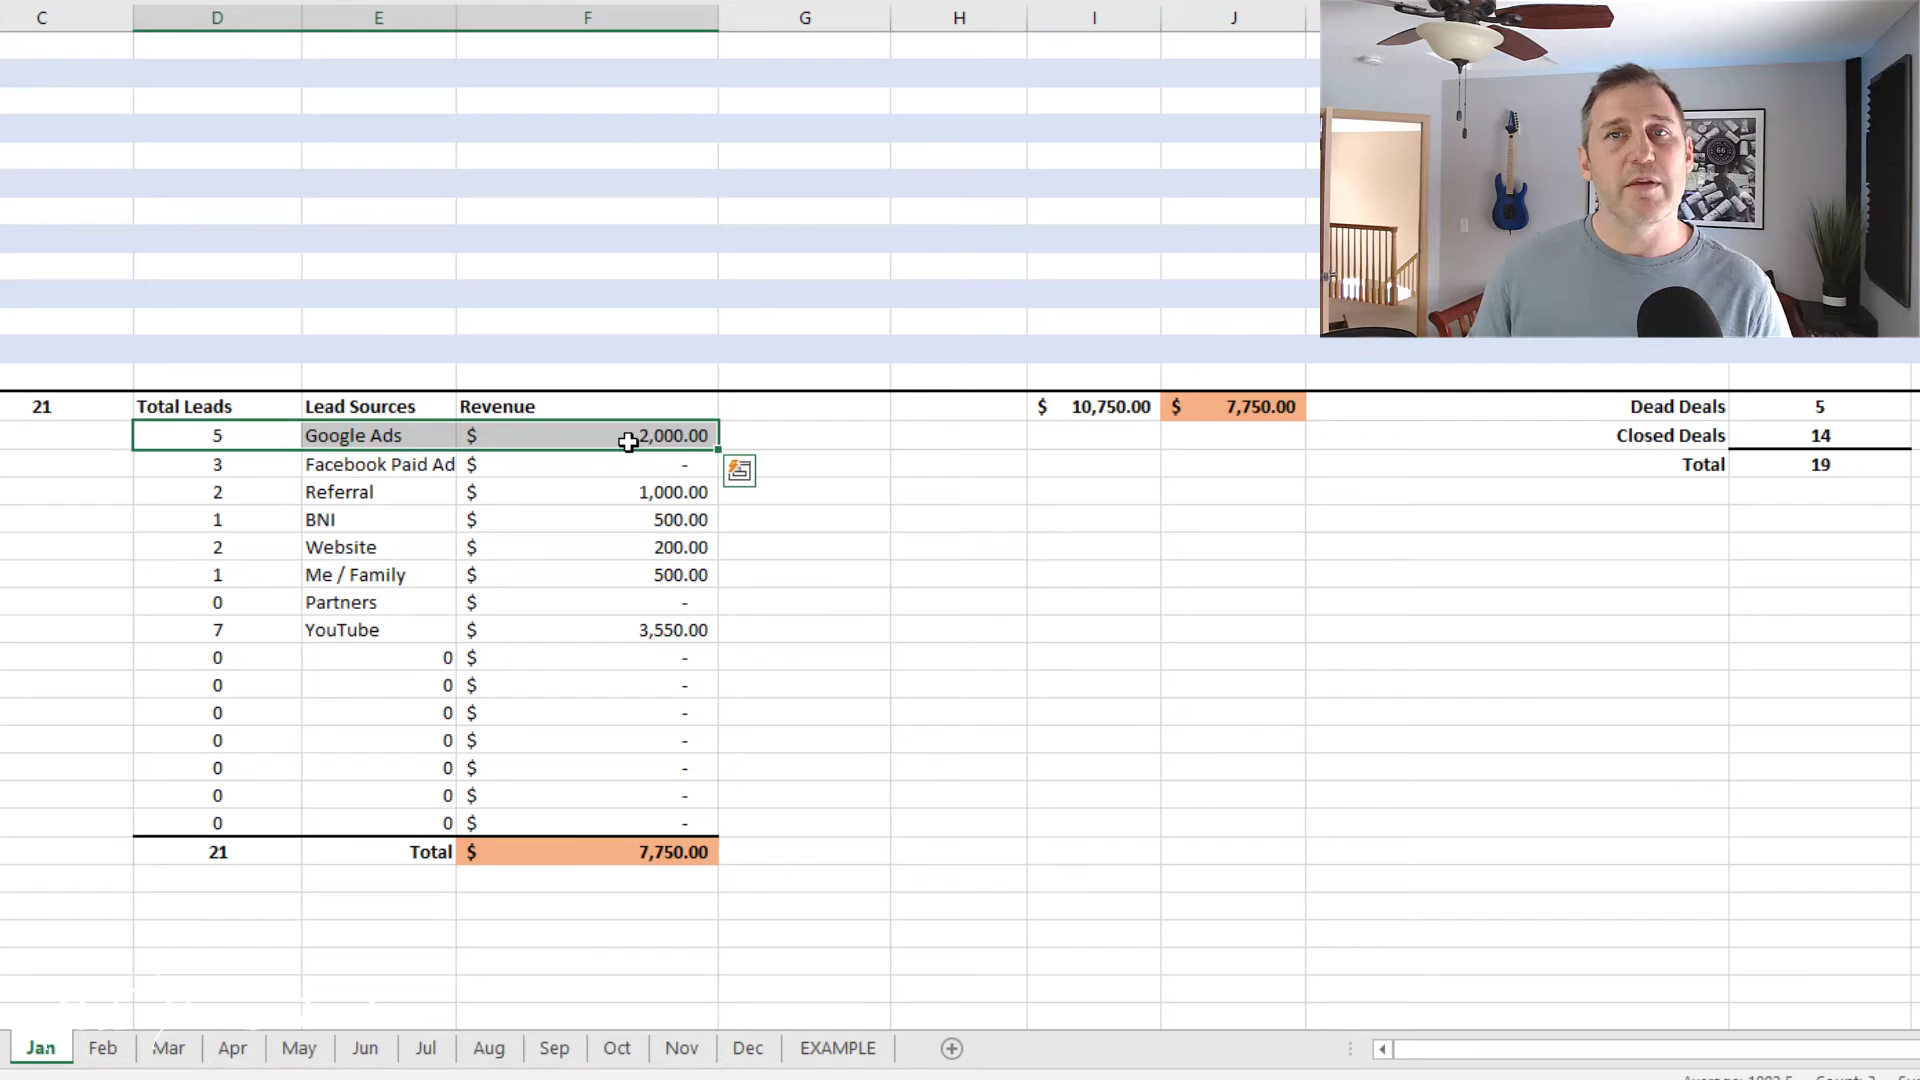 C D E F G H I J
21 Total Leads Lead Sources Revenue $ 10,750.00 $ 7,750.00 Dead Deals 5
5 Google Ads $ 2,000.00 Closed Deals 14
3 Facebook Paid Ad $ - Total 19
2 Referral $ 1,000.00
1 BNI $ 500.00
2 Website $ 200.00
1 Me / Family $ 500.00
0 Partners $ -
7 YouTube $ 3,550.00
0 0 $ -
0 0 $ -
0 0 $ -
0 0 $ -
0 0 $ -
0 0 $ -
0 0 $ -
21 Total $ 7,750.00
Jan Feb Mar Apr May Jun Jul Aug Sep Oct Nov Dec EXAMPLE